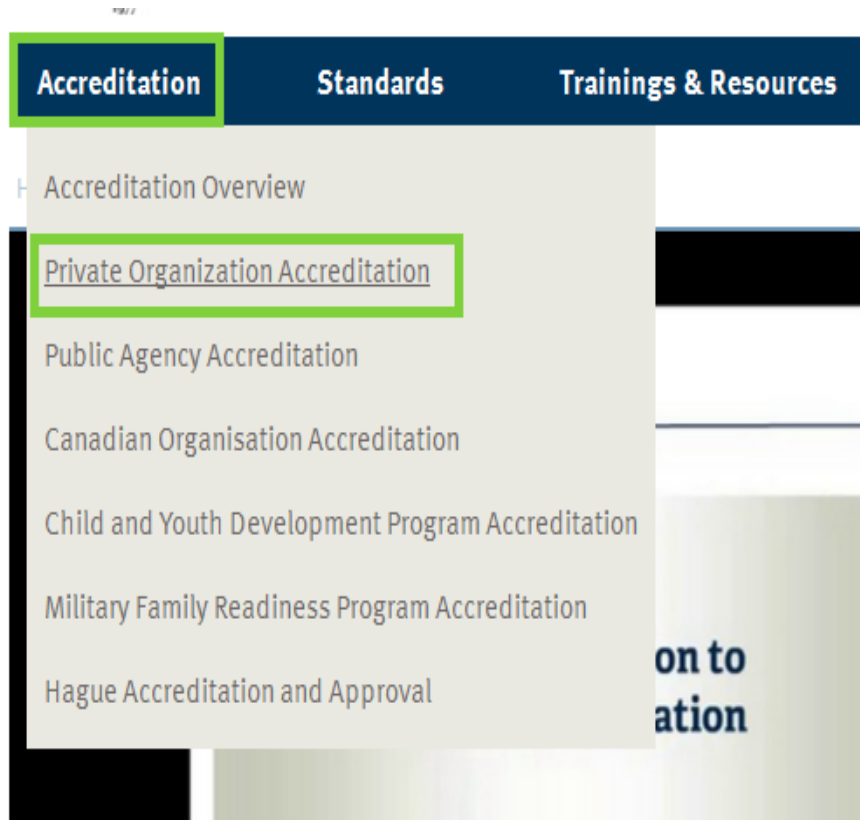 Accreditation Standards Trainings & Resources
Accreditation Overview
Private Organization Accreditation
Public Agency Accreditation
Canadian Organisation Accreditation
Child and Youth Development Program Accreditation
Military Family Readiness Program Accreditation
on to
Hague Accreditation and Approval
ation